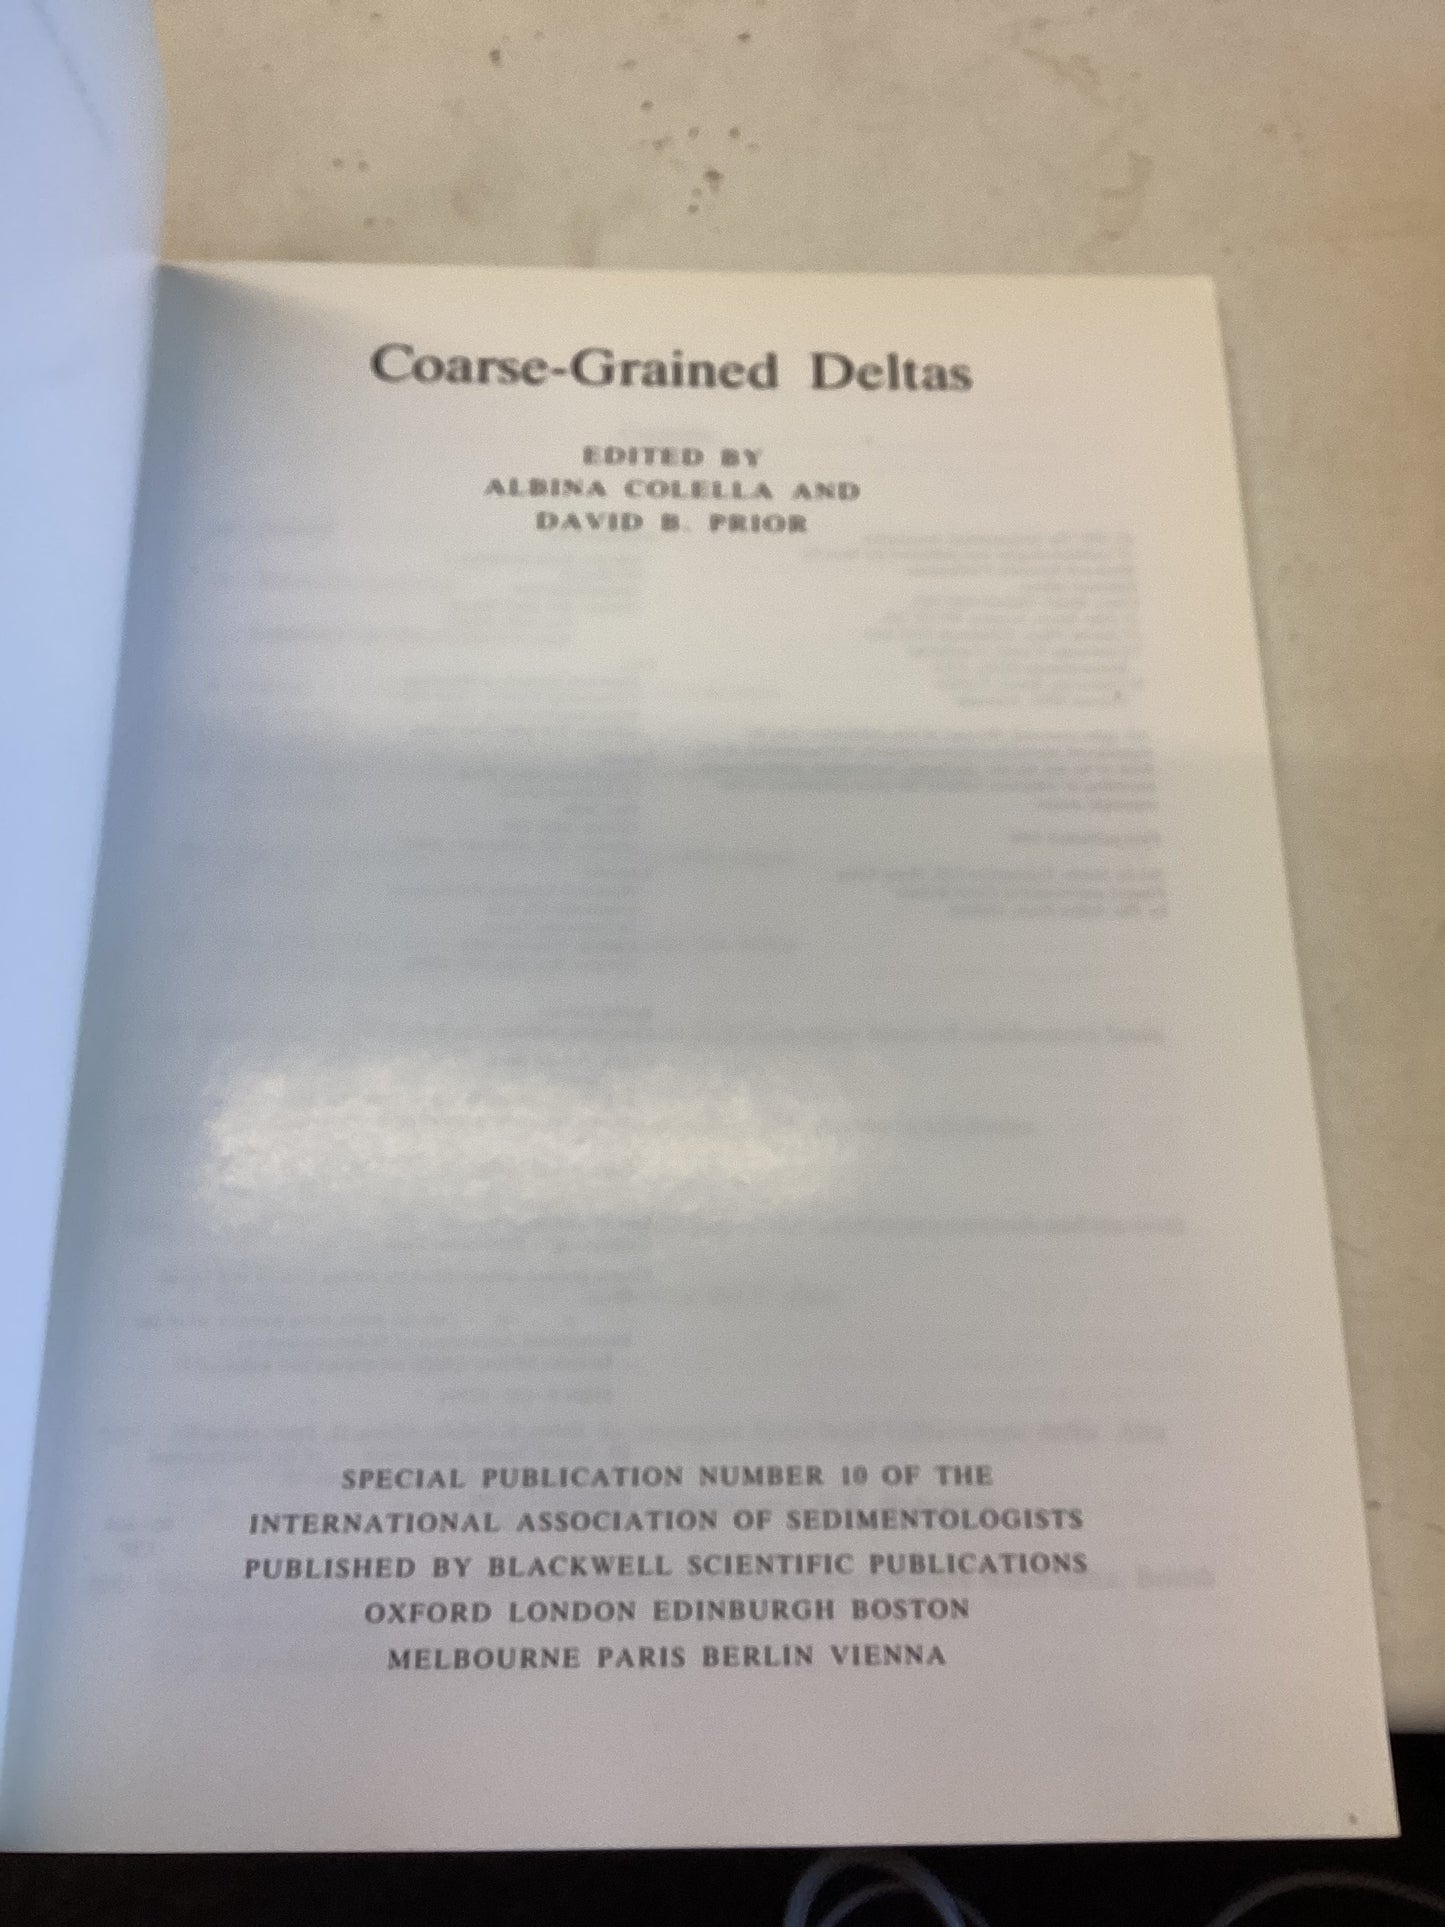 Coarse-Grained Deltas
EDITED BY
ALBINA COLELLA AND
DAVID B. PRIOR
SPECIAL PUBLICATION NUMBER 10 OF THE
INTERNATIONAL ASSOCIATION OF SEDIMENTOLOGISTS
PUBLISHED BY BLACKWELL SCIENTIFIC PUBLICATIONS
OXFORD LONDON EDINBURGH BOSTON
MELBOURNE PARIS BERLIN VIENNA